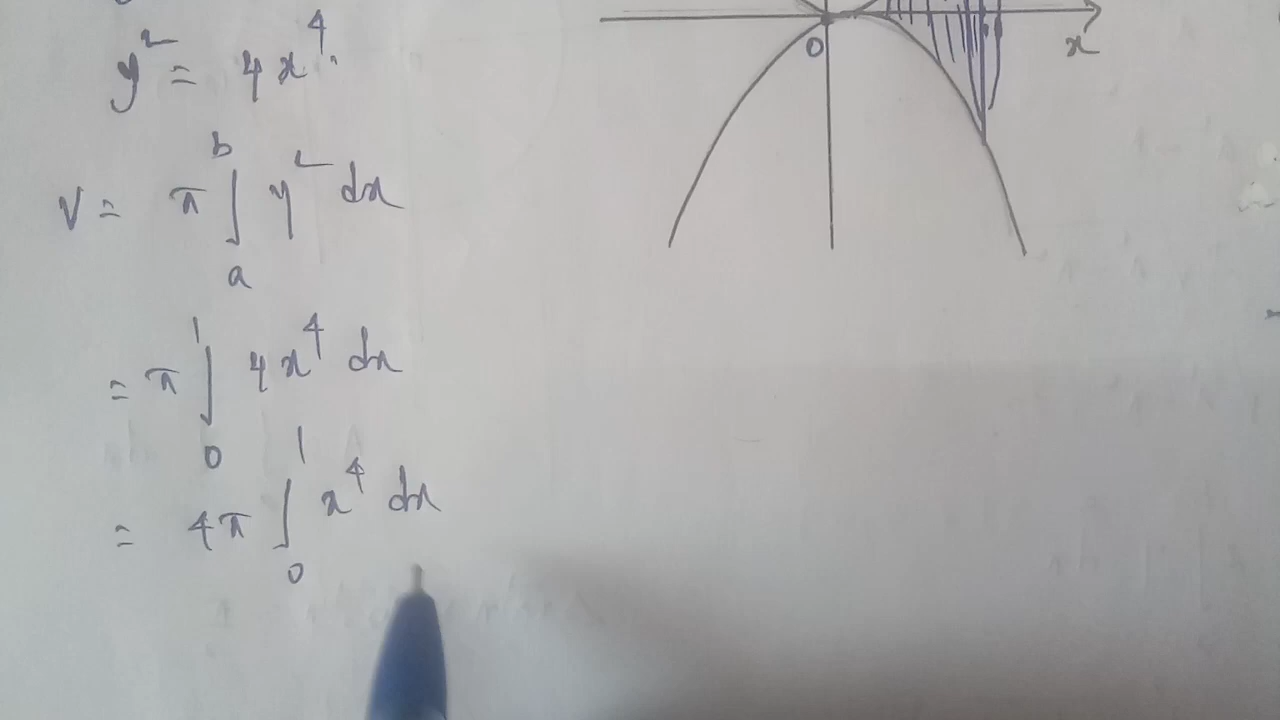 y² = 4x⁴.
V = π ∫ₐᵇ y² dx
= π ∫₀¹ 4x⁴ dx
= 4π ∫₀¹ x⁴ dx
0
x